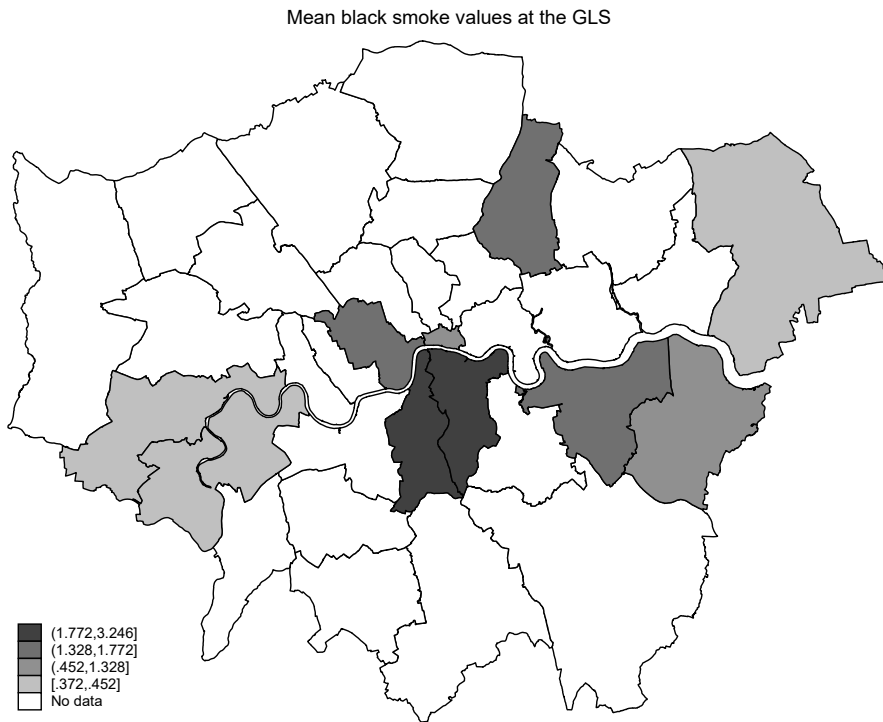 Mean black smoke values at the GLS
(1.772,3.246]
(1.328,1.772]
(.452,1.328]
[.372,.452]
No data